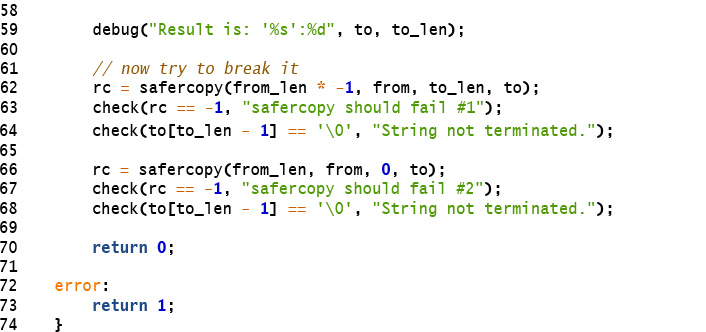 58
59        debug("Result is: '%s':%d", to, to_len);
60
61        // now try to break it
62        rc = safercopy(from_len * -1, from, to_len, to);
63        check(rc == -1, "safercopy should fail #1");
64        check(to[to_len - 1] == '\0', "String not terminated.");
65
66        rc = safercopy(from_len, from, 0, to);
67        check(rc == -1, "safercopy should fail #2");
68        check(to[to_len - 1] == '\0', "String not terminated.");
69
70        return 0;
71
72    error:
73        return 1;
74    }